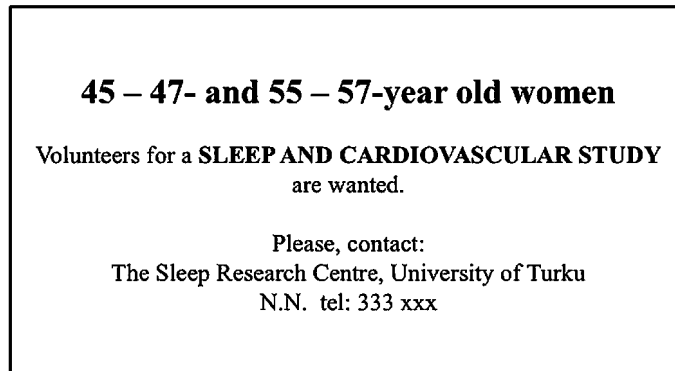 45 – 47- and 55 – 57-year old women
Volunteers for a SLEEP AND CARDIOVASCULAR STUDY
are wanted.
Please, contact:
The Sleep Research Centre, University of Turku
N.N. tel: 333 xxx